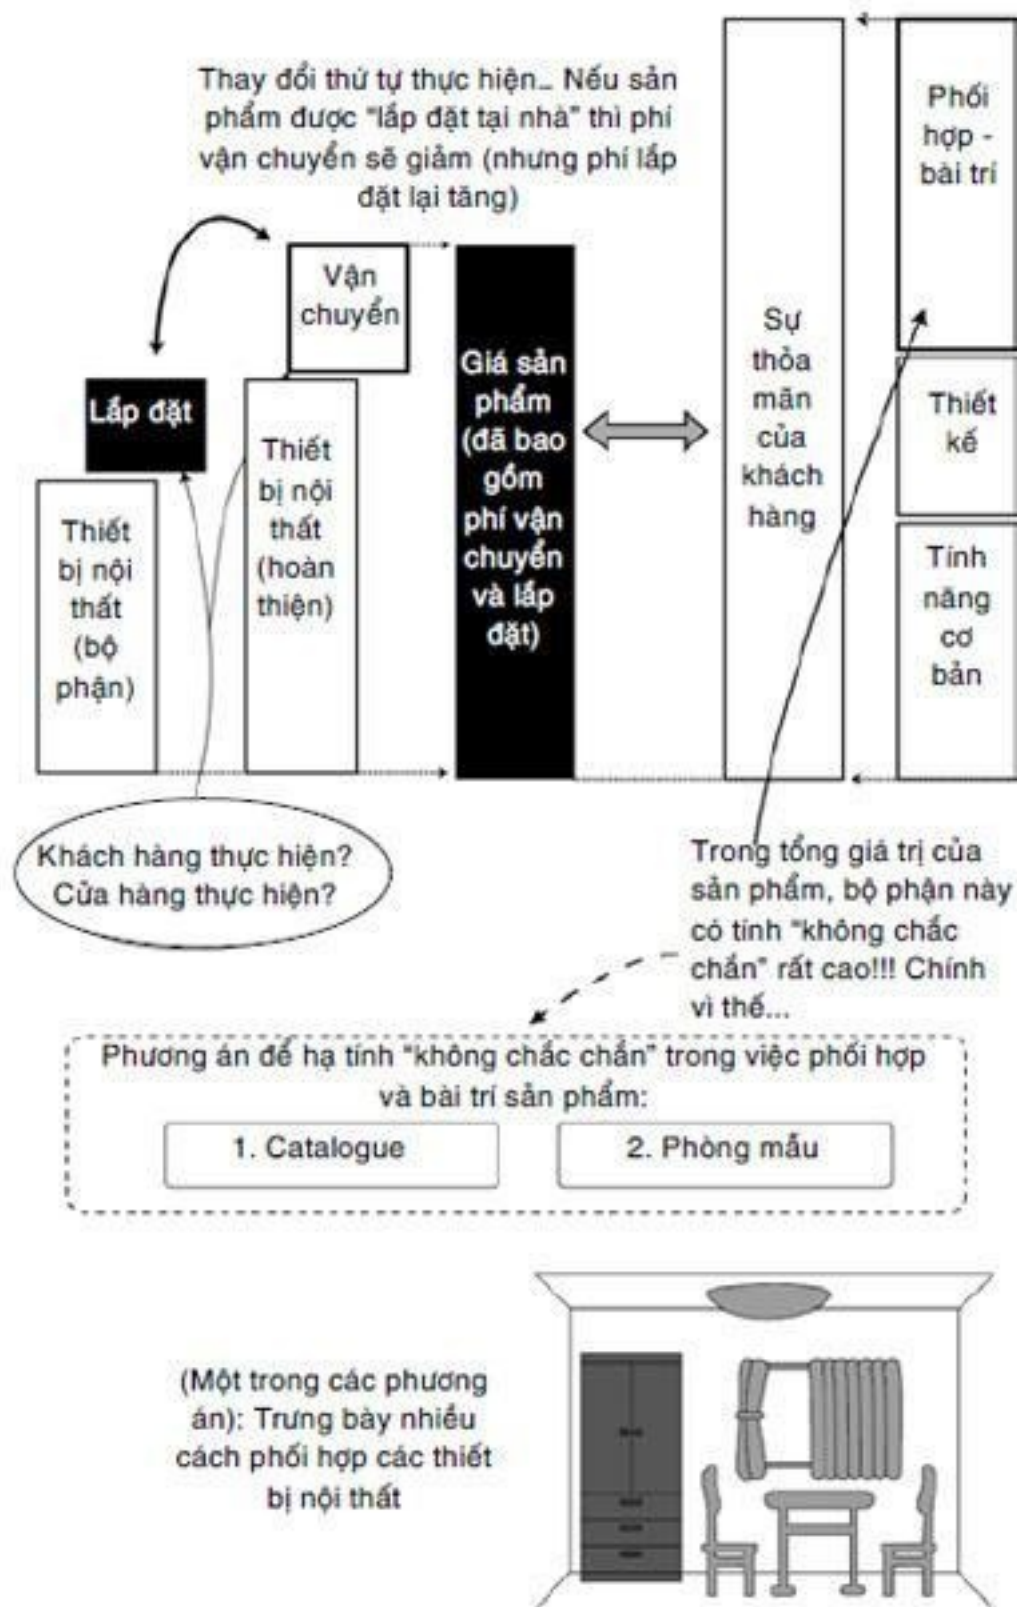 Thay đổi thứ tự thực hiện... Nếu sản
phẩm được "lắp đặt tại nhà" thì phí
vận chuyển sẽ giảm (nhưng phí lắp
đặt lại tăng)
Phối
hợp -
bài trí
Vận
chuyển
Lắp đặt
Giá sản
phẩm
(đã bao
gồm
phí vận
chuyển
và lắp
đặt)
Sự
thỏa
mãn
của
khách
hàng
Thiết
kế
Thiết
bị nội
thất
(hoàn
thiện)
Thiết
bị nội
thất
(bộ
phận)
Tính
năng
cơ
bản
Khách hàng thực hiện?
Cửa hàng thực hiện?
Trong tổng giá trị của
sản phẩm, bộ phận này
có tính "không chắc
chắn" rất cao!!! Chính
vì thế...
Phương án để hạ tính "không chắc chắn" trong việc phối hợp
và bài trí sản phẩm:
1. Catalogue
2. Phòng mẫu
(Một trong các phương
án): Trưng bày nhiều
cách phối hợp các thiết
bị nội thất